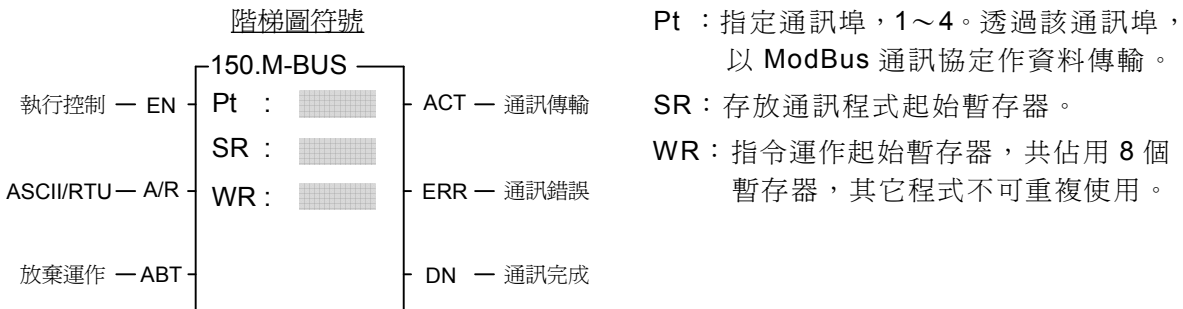 階梯圖符號
150.M-BUS
執行控制 EN Pt : ACT 通訊傳輸
SR :
ASCII/RTU A/R WR : ERR 通訊錯誤
放棄運作 ABT DN 通訊完成
Pt ：指定通訊埠，1～4。透過該通訊埠，
以 ModBus 通訊協定作資料傳輸。
SR：存放通訊程式起始暫存器。
WR：指令運作起始暫存器，共佔用 8 個
暫存器，其它程式不可重複使用。